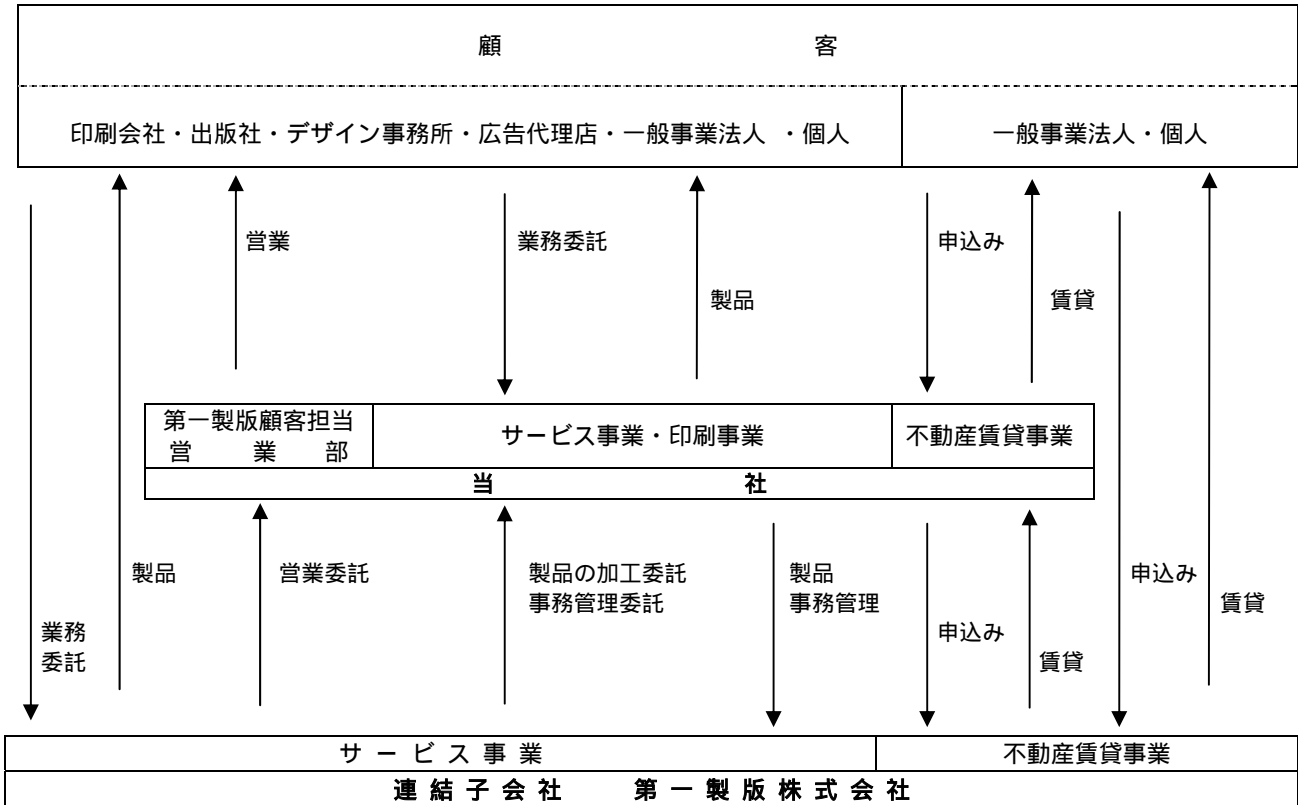 顧 客
印刷会社・出版社・デザイン事務所・広告代理店・一般事業法人 ・個人
一般事業法人・個人
営業
業務委託
申込み
製品
賃貸
第一製版顧客担当
営 業 部
サービス事業・印刷事業
不動産賃貸事業
当 社
製品
営業委託
製品の加工委託
事務管理委託
製品
事務管理
申込み
賃貸
申込み
賃貸
業務
委託
サ ー ビ ス 事 業
不動産賃貸事業
連 結 子 会 社 第 一 製 版 株 式 会 社